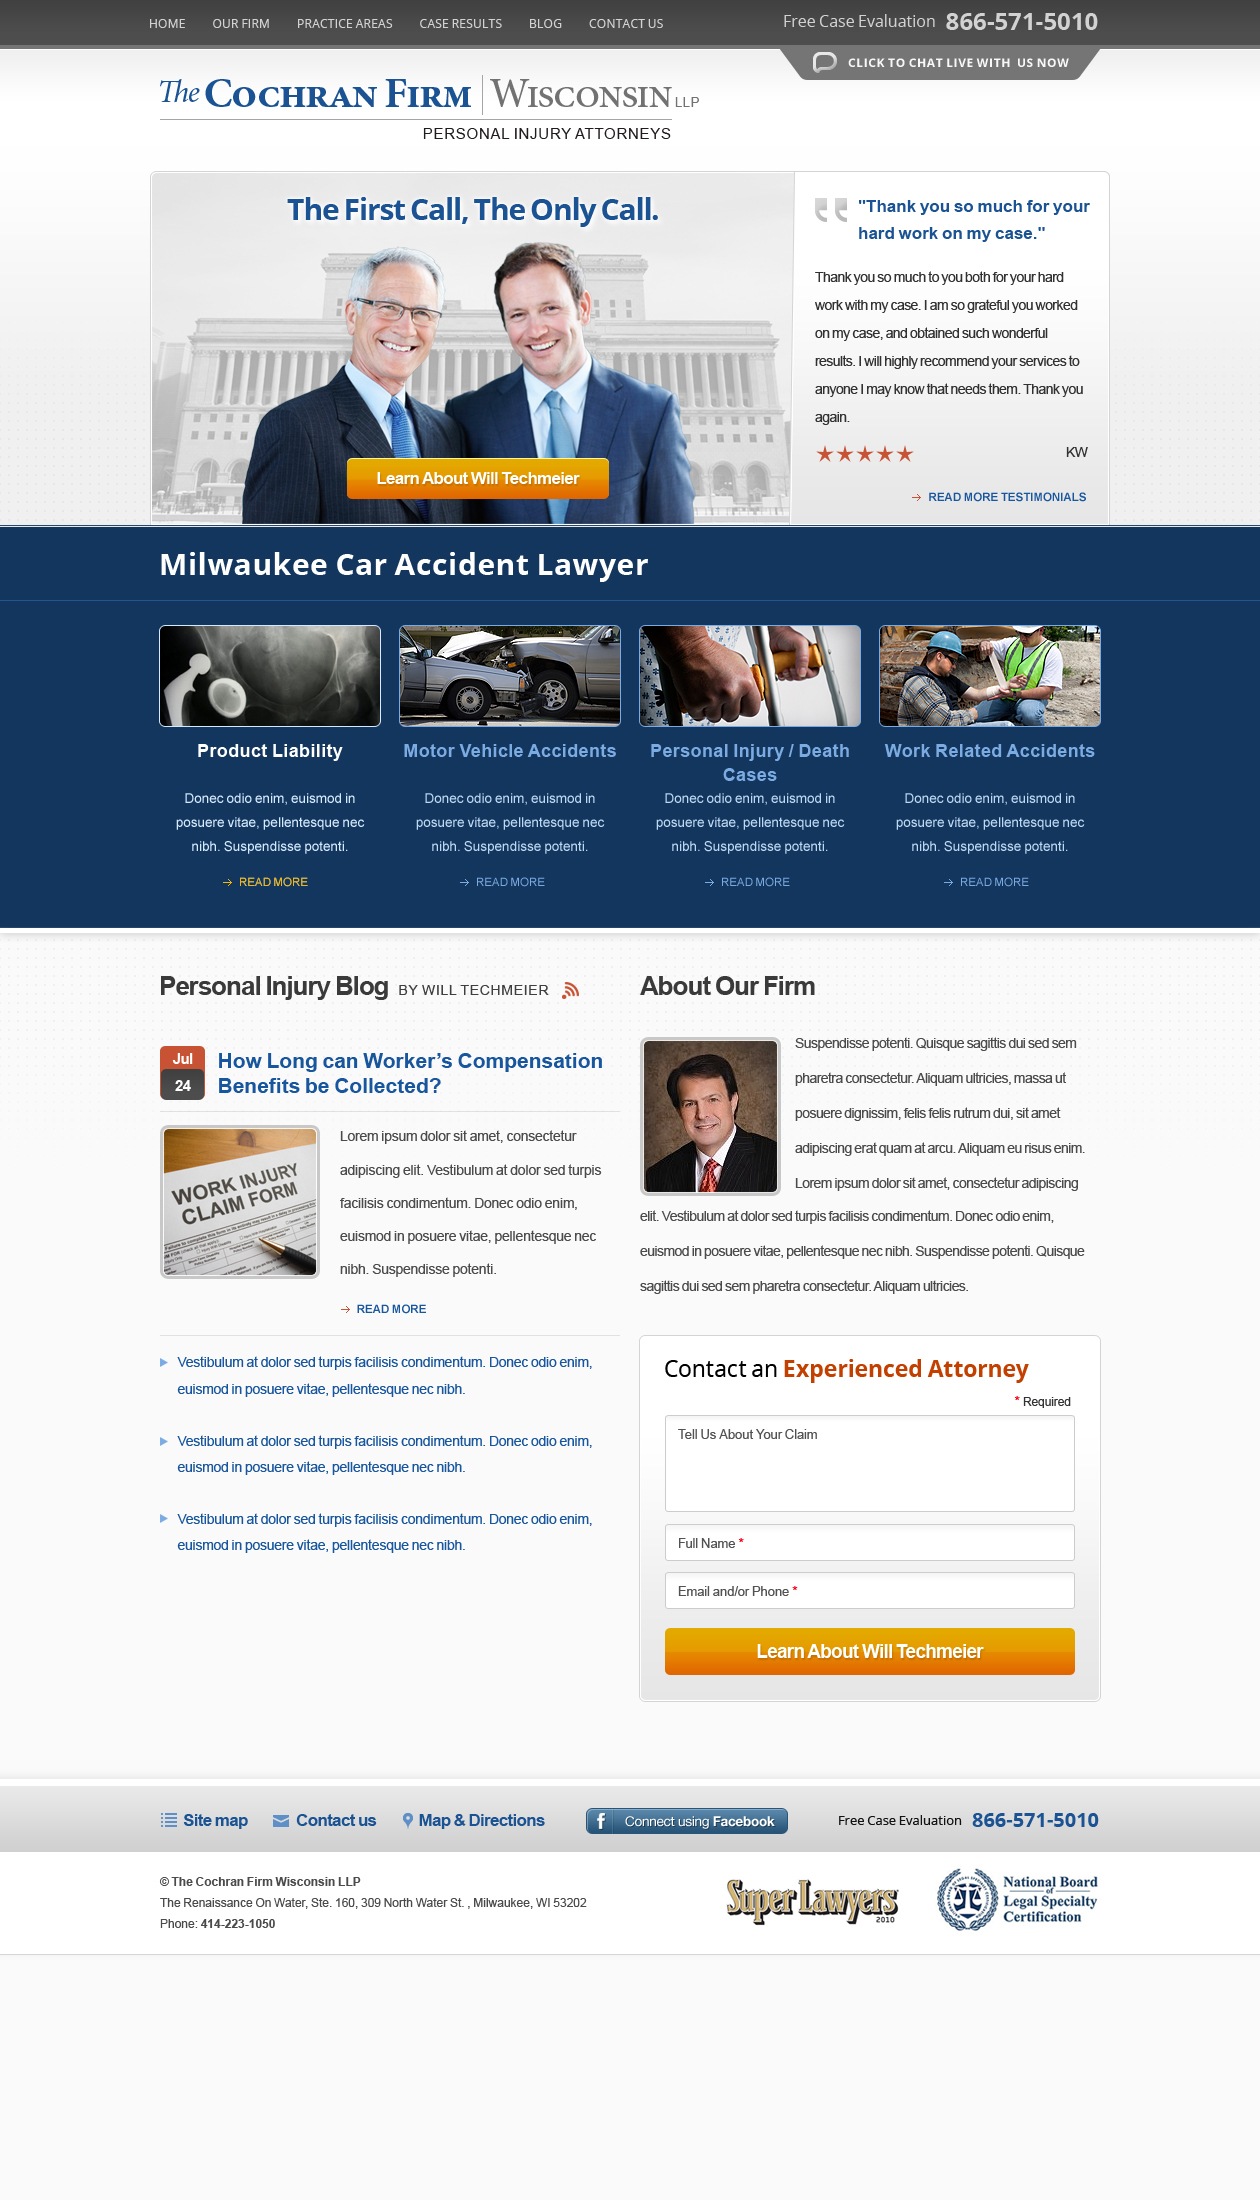 HOME OUR FIRM PRACTICE AREAS CASE RESULTS BLOG CONTACT US
Free Case Evaluation 866-571-5010
CLICK TO CHAT LIVE WITH US NOW
The COCHRAN FIRM WISCONSIN LLP
PERSONAL INJURY ATTORNEYS
The First Call, The Only Call.
Learn About Will Techmeier
"Thank you so much for your
hard work on my case."
Thank you so much to you both for your hard
work with my case. I am so grateful you worked
on my case, and obtained such wonderful
results. I will highly recommend your services to
anyone I may know that needs them. Thank you
again.
KW
READ MORE TESTIMONIALS
Milwaukee Car Accident Lawyer
Product Liability
Donec odio enim, euismod in
posuere vitae, pellentesque nec
nibh. Suspendisse potenti.
READ MORE
Motor Vehicle Accidents
Donec odio enim, euismod in
posuere vitae, pellentesque nec
nibh. Suspendisse potenti.
READ MORE
Personal Injury / Death
Cases
Donec odio enim, euismod in
posuere vitae, pellentesque nec
nibh. Suspendisse potenti.
READ MORE
Work Related Accidents
Donec odio enim, euismod in
posuere vitae, pellentesque nec
nibh. Suspendisse potenti.
READ MORE
Personal Injury Blog BY WILL TECHMEIER
Jul
24
How Long can Worker's Compensation
Benefits be Collected?
WORK INJURY
CLAIM FORM
Lorem ipsum dolor sit amet, consectetur
adipiscing elit. Vestibulum at dolor sed turpis
facilisis condimentum. Donec odio enim,
euismod in posuere vitae, pellentesque nec
nibh. Suspendisse potenti.
READ MORE
Vestibulum at dolor sed turpis facilisis condimentum. Donec odio enim,
euismod in posuere vitae, pellentesque nec nibh.
Vestibulum at dolor sed turpis facilisis condimentum. Donec odio enim,
euismod in posuere vitae, pellentesque nec nibh.
Vestibulum at dolor sed turpis facilisis condimentum. Donec odio enim,
euismod in posuere vitae, pellentesque nec nibh.
About Our Firm
Suspendisse potenti. Quisque sagittis dui sed sem
pharetra consectetur. Aliquam ultricies, massa ut
posuere dignissim, felis felis rutrum dui, sit amet
adipiscing erat quam at arcu. Aliquam eu risus enim.
Lorem ipsum dolor sit amet, consectetur adipiscing
elit. Vestibulum at dolor sed turpis facilisis condimentum. Donec odio enim,
euismod in posuere vitae, pellentesque nec nibh. Suspendisse potenti. Quisque
sagittis dui sed sem pharetra consectetur. Aliquam ultricies.
Contact an Experienced Attorney
* Required
Tell Us About Your Claim
Full Name *
Email and/or Phone *
Learn About Will Techmeier
Site map Contact us Map & Directions
Connect using Facebook
Free Case Evaluation 866-571-5010
© The Cochran Firm Wisconsin LLP
The Renaissance On Water, Ste. 160, 309 North Water St. , Milwaukee, WI 53202
Phone: 414-223-1050
Super Lawyers
2010
National Board
of
Legal Specialty
Certification